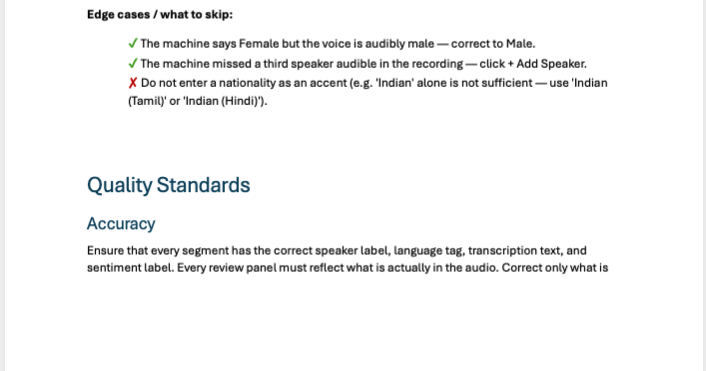 Edge cases / what to skip:
✓ The machine says Female but the voice is audibly male — correct to Male.
✓ The machine missed a third speaker audible in the recording — click + Add Speaker.
✗ Do not enter a nationality as an accent (e.g. 'Indian' alone is not sufficient — use 'Indian
(Tamil)' or 'Indian (Hindi)').
Quality Standards
Accuracy
Ensure that every segment has the correct speaker label, language tag, transcription text, and
sentiment label. Every review panel must reflect what is actually in the audio. Correct only what is